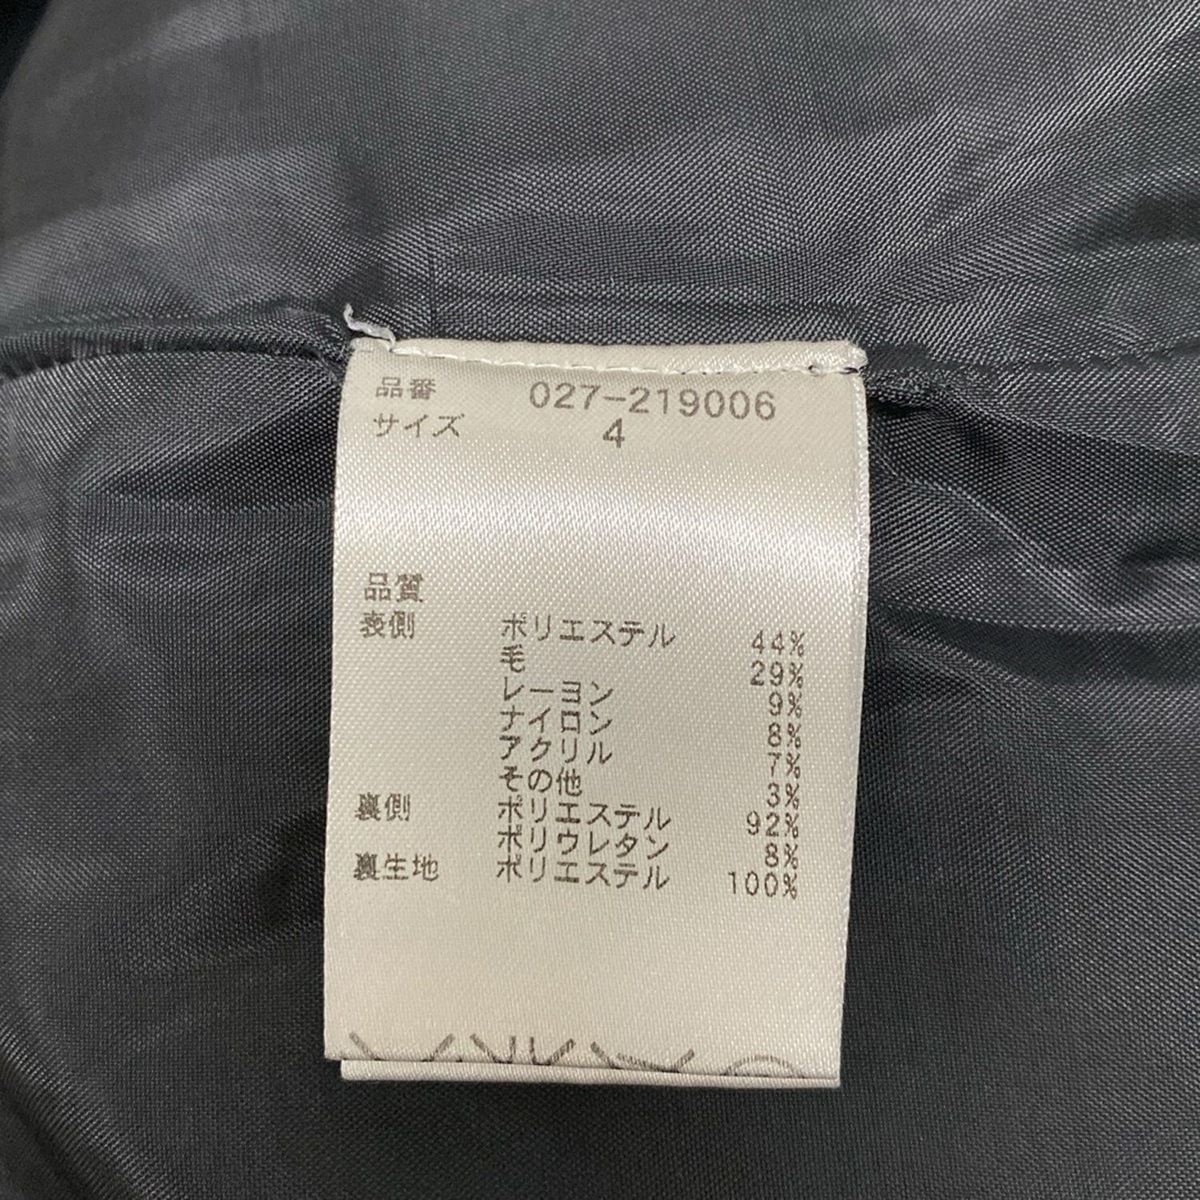 品番 027-219006
サイズ 4
品質
表側 ポリエステル 44%
毛 29%
レーヨン 9%
ナイロン 8%
アクリル 7%
その他 3%
裏側 ポリエステル 92%
ポリウレタン 8%
裏生地 ポリエステル 100%